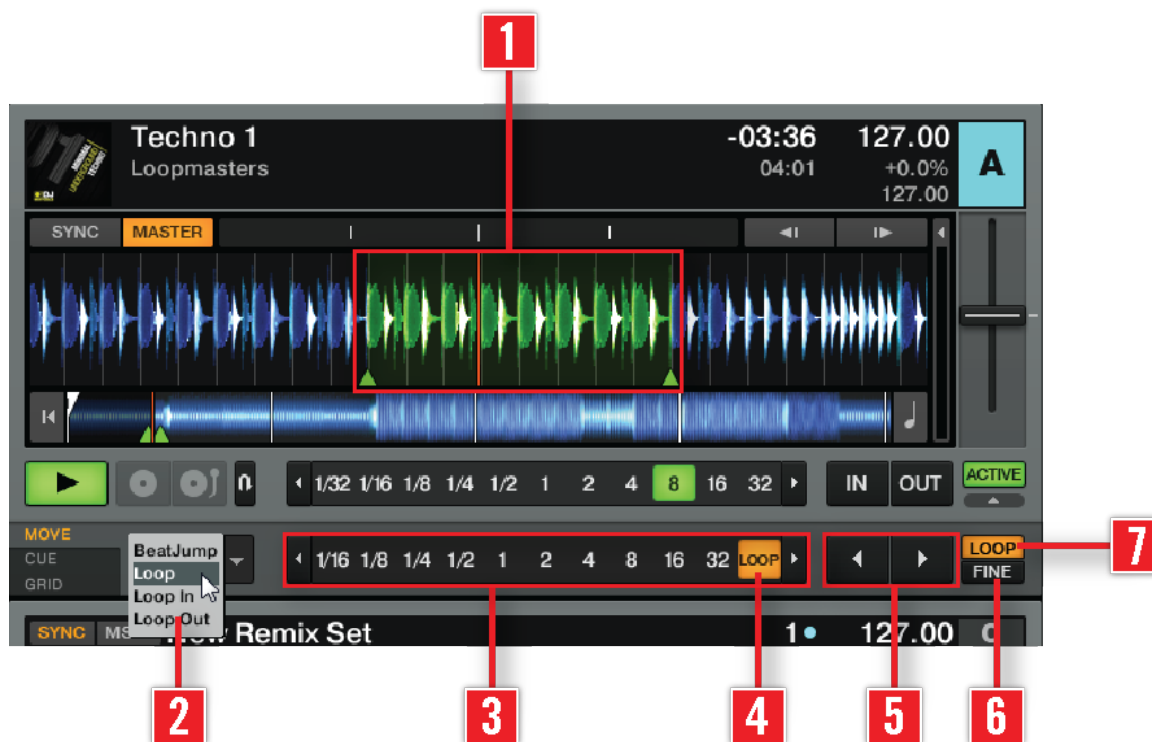 1
Techno 1
-03:36
127.00
Loopmasters
04:01
+0.0%
127.00
A
SYNC
MASTER
IN
OUT
1/32 1/16 1/8 1/4 1/2 1 2 4 8 16 32
ACTIVE
MOVE
CUE
GRID
BeatJump
Loop
Loop In
Loop Out
1/16 1/8 1/4 1/2 1 2 4 8 16 32 LOOP
LOOP
FINE
7
SYNC
Remix Set
1
127.00
2
3
4
5
6